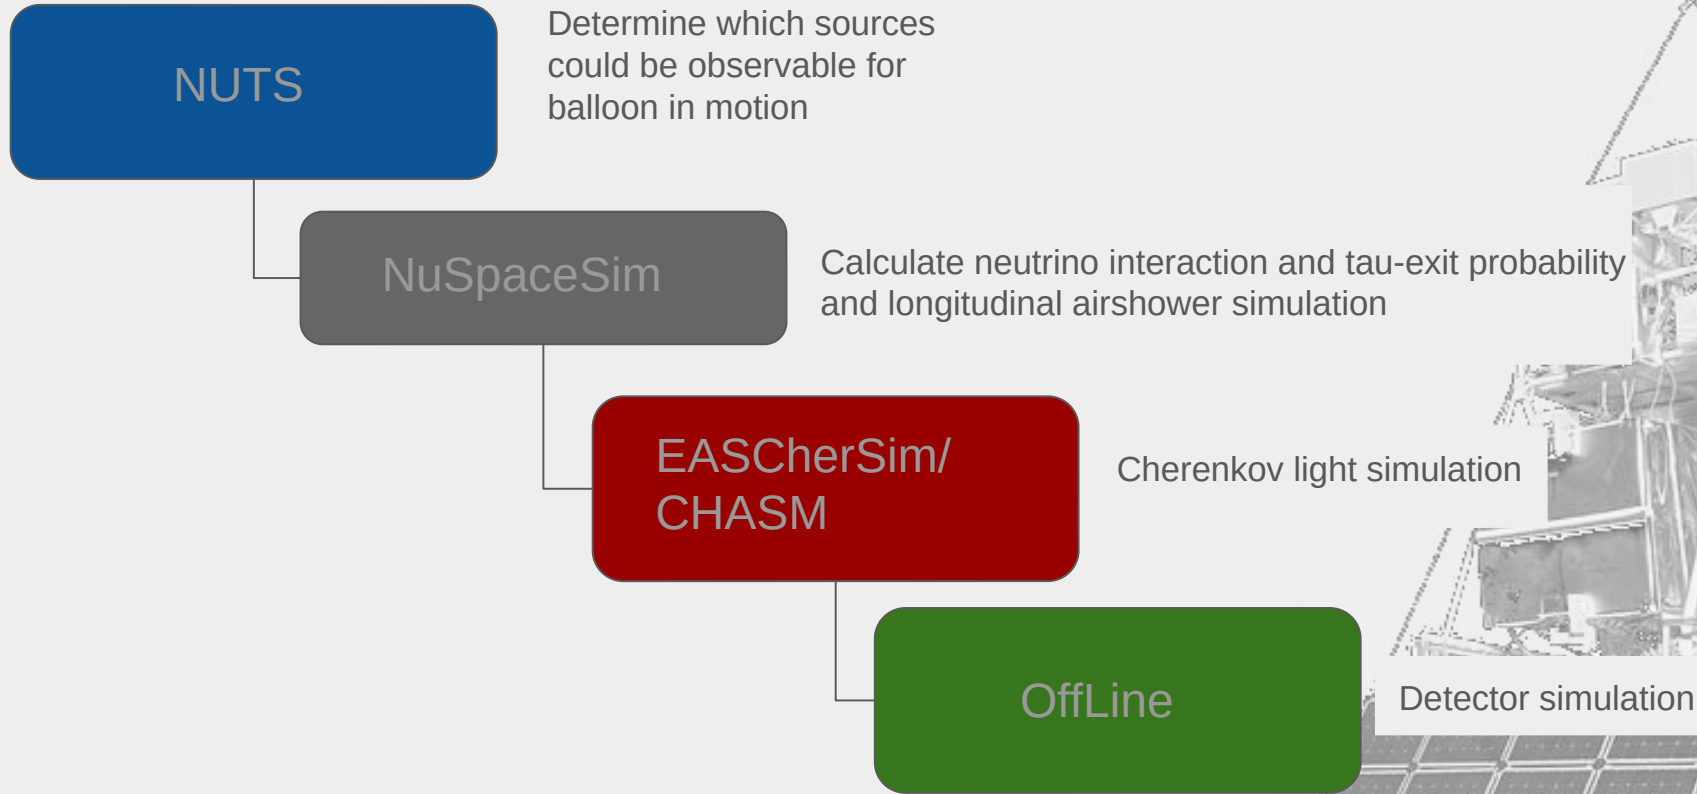 NUTS
Determine which sources
could be observable for
balloon in motion
NuSpaceSim
Calculate neutrino interaction and tau-exit probability
and longitudinal airshower simulation
EASCherSim/
CHASM
Cherenkov light simulation
OffLine
Detector simulation